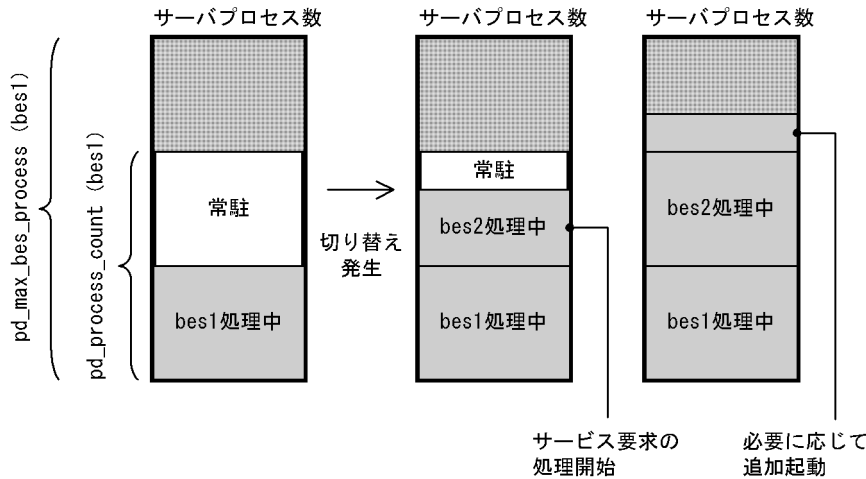 サーバプロセス数
サーバプロセス数
サーバプロセス数
pd_max_bes_process (bes1)
pd_process_count (bes1)
常駐
bes1処理中
切り替え
発生
常駐
bes2処理中
bes1処理中
bes2処理中
bes1処理中
サービス要求の
処理開始
必要に応じて
追加起動